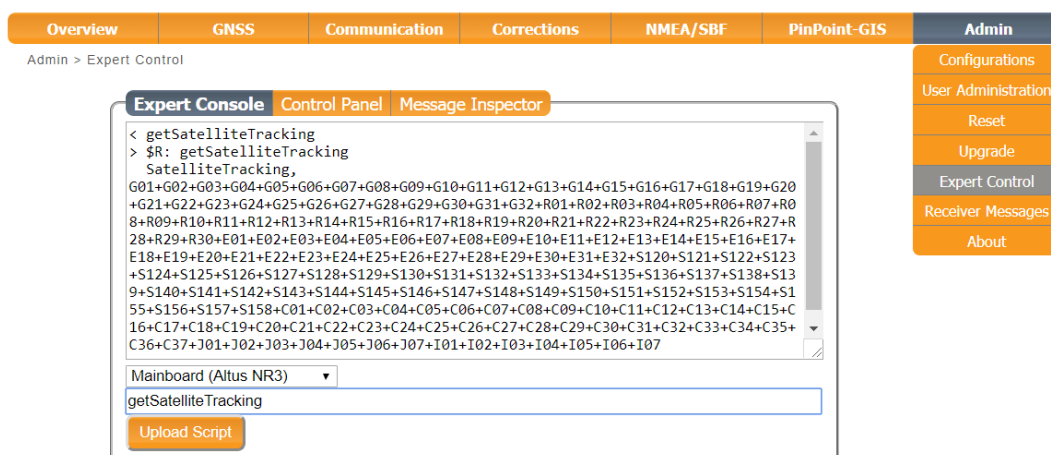 Overview GNSS Communication Corrections NMEA/SBF PinPoint-GIS Admin
Admin > Expert Control
Configurations
User Administration
Reset
Upgrade
Expert Control
Receiver Messages
About
Expert Console Control Panel Message Inspector
< getSatelliteTracking
> $R: getSatelliteTracking
SatelliteTracking,
G01+G02+G03+G04+G05+G06+G07+G08+G09+G10+G11+G12+G13+G14+G15+G16+G17+G18+G19+G20
+G21+G22+G23+G24+G25+G26+G27+G28+G29+G30+G31+G32+R01+R02+R03+R04+R05+R06+R07+R0
8+R09+R10+R11+R12+R13+R14+R15+R16+R17+R18+R19+R20+R21+R22+R23+R24+R25+R26+R27+R
28+R29+R30+E01+E02+E03+E04+E05+E06+E07+E08+E09+E10+E11+E12+E13+E14+E15+E16+E17+
E18+E19+E20+E21+E22+E23+E24+E25+E26+E27+E28+E29+E30+E31+E32+S120+S121+S122+S123
+S124+S125+S126+S127+S128+S129+S130+S131+S132+S133+S134+S135+S136+S137+S138+S13
9+S140+S141+S142+S143+S144+S145+S146+S147+S148+S149+S150+S151+S152+S153+S154+S1
55+S156+S157+S158+C01+C02+C03+C04+C05+C06+C07+C08+C09+C10+C11+C12+C13+C14+C15+C
16+C17+C18+C19+C20+C21+C22+C23+C24+C25+C26+C27+C28+C29+C30+C31+C32+C33+C34+C35+
C36+C37+J01+J02+J03+J04+J05+J06+J07+I01+I02+I03+I04+I05+I06+I07
Mainboard (Altus NR3)
getSatelliteTracking
Upload Script